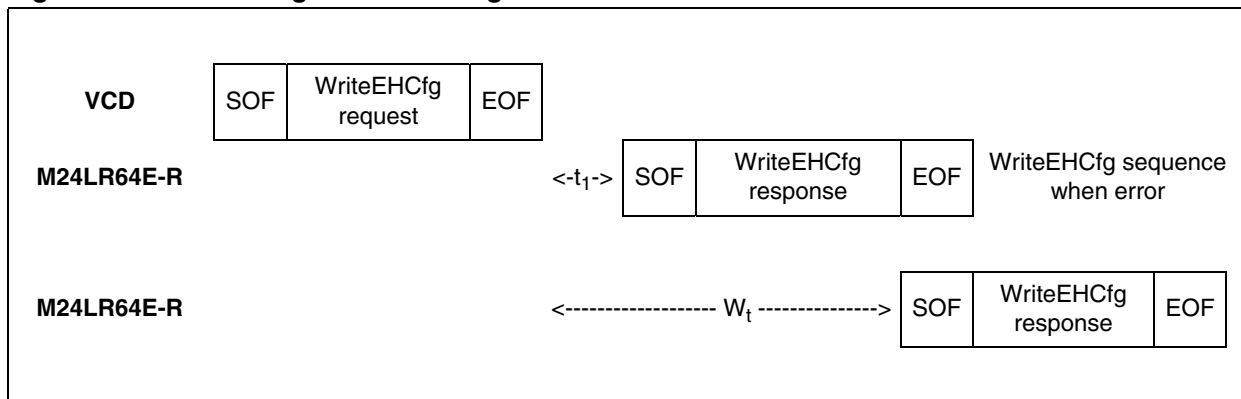 VCD
SOF
WriteEHCfg
request
EOF
M24LR64E-R
<-t1->
SOF
WriteEHCfg
response
EOF
WriteEHCfg sequence
when error
M24LR64E-R
<------------------- Wt --------------->
SOF
WriteEHCfg
response
EOF